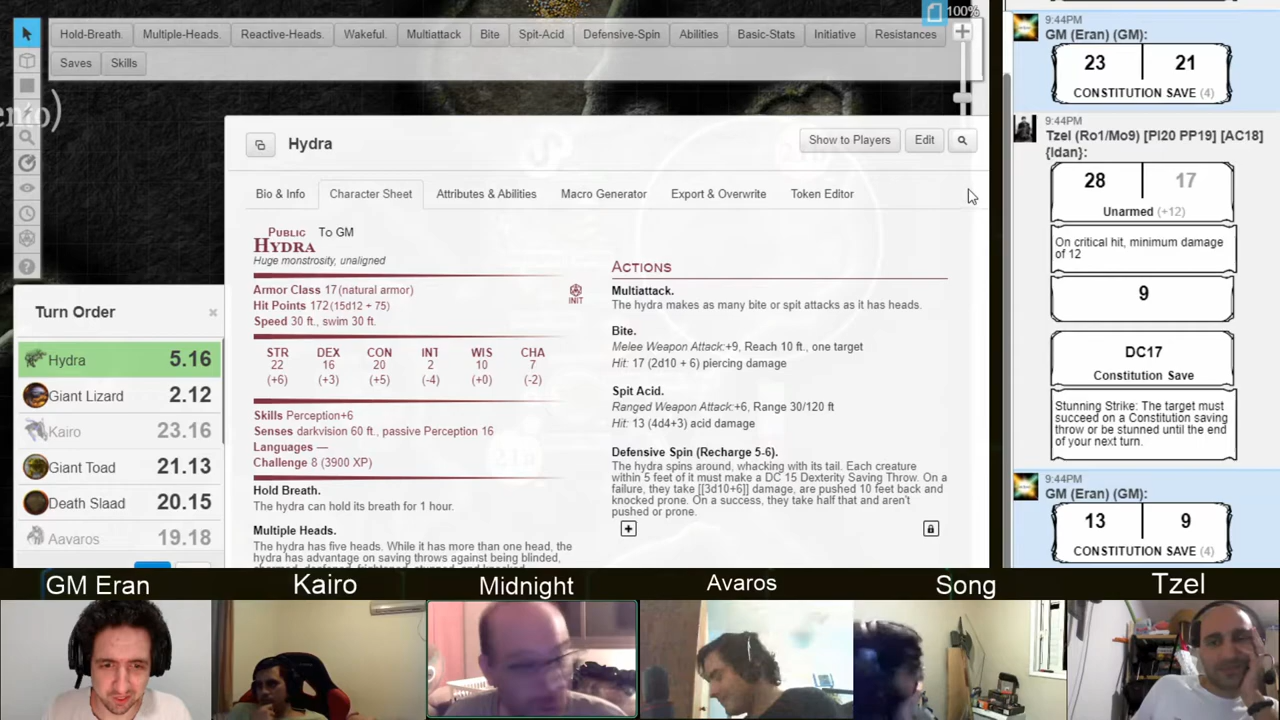 100%
Hold-Breath. Multiple-Heads. Reactive-Heads. Wakeful. Multiattack Bite Spit-Acid Defensive-Spin Abilities Basic-Stats Initiative Resistances
Saves Skills
Hydra
Show to Players Edit
Bio & Info Character Sheet Attributes & Abilities Macro Generator Export & Overwrite Token Editor
PUBLIC To GM
HYDRA
Huge monstrosity, unaligned
Armor Class 17 (natural armor)
Hit Points 172 (15d12 + 75)
Speed 30 ft., swim 30 ft.
INIT
STR DEX CON INT WIS CHA
22 16 20 2 10 7
(+6) (+3) (+5) (-4) (+0) (-2)
Skills Perception+6
Senses darkvision 60 ft., passive Perception 16
Languages —
Challenge 8 (3900 XP)
Hold Breath.
The hydra can hold its breath for 1 hour.
Multiple Heads.
The hydra has five heads. While it has more than one head, the
hydra has advantage on saving throws against being blinded,
ACTIONS
Multiattack.
The hydra makes as many bite or spit attacks as it has heads.
Bite.
Melee Weapon Attack:+9, Reach 10 ft., one target
Hit: 17 (2d10 + 6) piercing damage
Spit Acid.
Ranged Weapon Attack:+6, Range 30/120 ft
Hit: 13 (4d4+3) acid damage
Defensive Spin (Recharge 5-6).
The hydra spins around, whacking with its tail. Each creature
within 5 feet of it must make a DC 15 Dexterity Saving Throw. On a
failure, they take [[3d10+6]] damage, are pushed 10 feet back and
knocked prone. On a success, they take half that and aren't
pushed or prone.
Turn Order
Hydra 5.16
Giant Lizard 2.12
Kairo 23.16
Giant Toad 21.13
Death Slaad 20.15
Aavaros 19.18
9:44PM
GM (Eran) (GM):
23 21
CONSTITUTION SAVE (4)
9:44PM
Tzel (Ro1/Mo9) [PI20 PP19] [AC18]
{Idan}:
28 17
Unarmed (+12)
On critical hit, minimum damage
of 12
9
DC17
Constitution Save
Stunning Strike: The target must
succeed on a Constitution saving
throw or be stunned until the end
of your next turn.
9:44PM
GM (Eran) (GM):
13 9
CONSTITUTION SAVE (4)
GM Eran Kairo Midnight Avaros Song Tzel